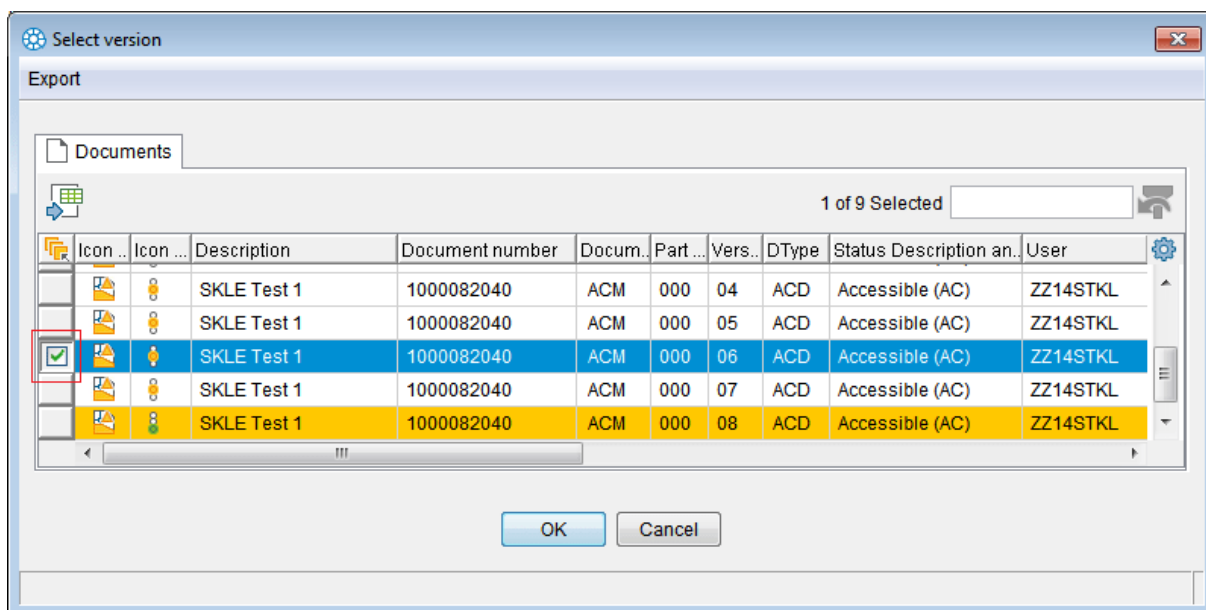 Select version
Export
Documents
1 of 9 Selected
Icon .. Icon ... Description Document number Docum.. Part ... Vers.. DType Status Description an.. User
SKLE Test 1 1000082040 ACM 000 04 ACD Accessible (AC) ZZ14STKL
SKLE Test 1 1000082040 ACM 000 05 ACD Accessible (AC) ZZ14STKL
SKLE Test 1 1000082040 ACM 000 06 ACD Accessible (AC) ZZ14STKL
SKLE Test 1 1000082040 ACM 000 07 ACD Accessible (AC) ZZ14STKL
SKLE Test 1 1000082040 ACM 000 08 ACD Accessible (AC) ZZ14STKL
OK Cancel